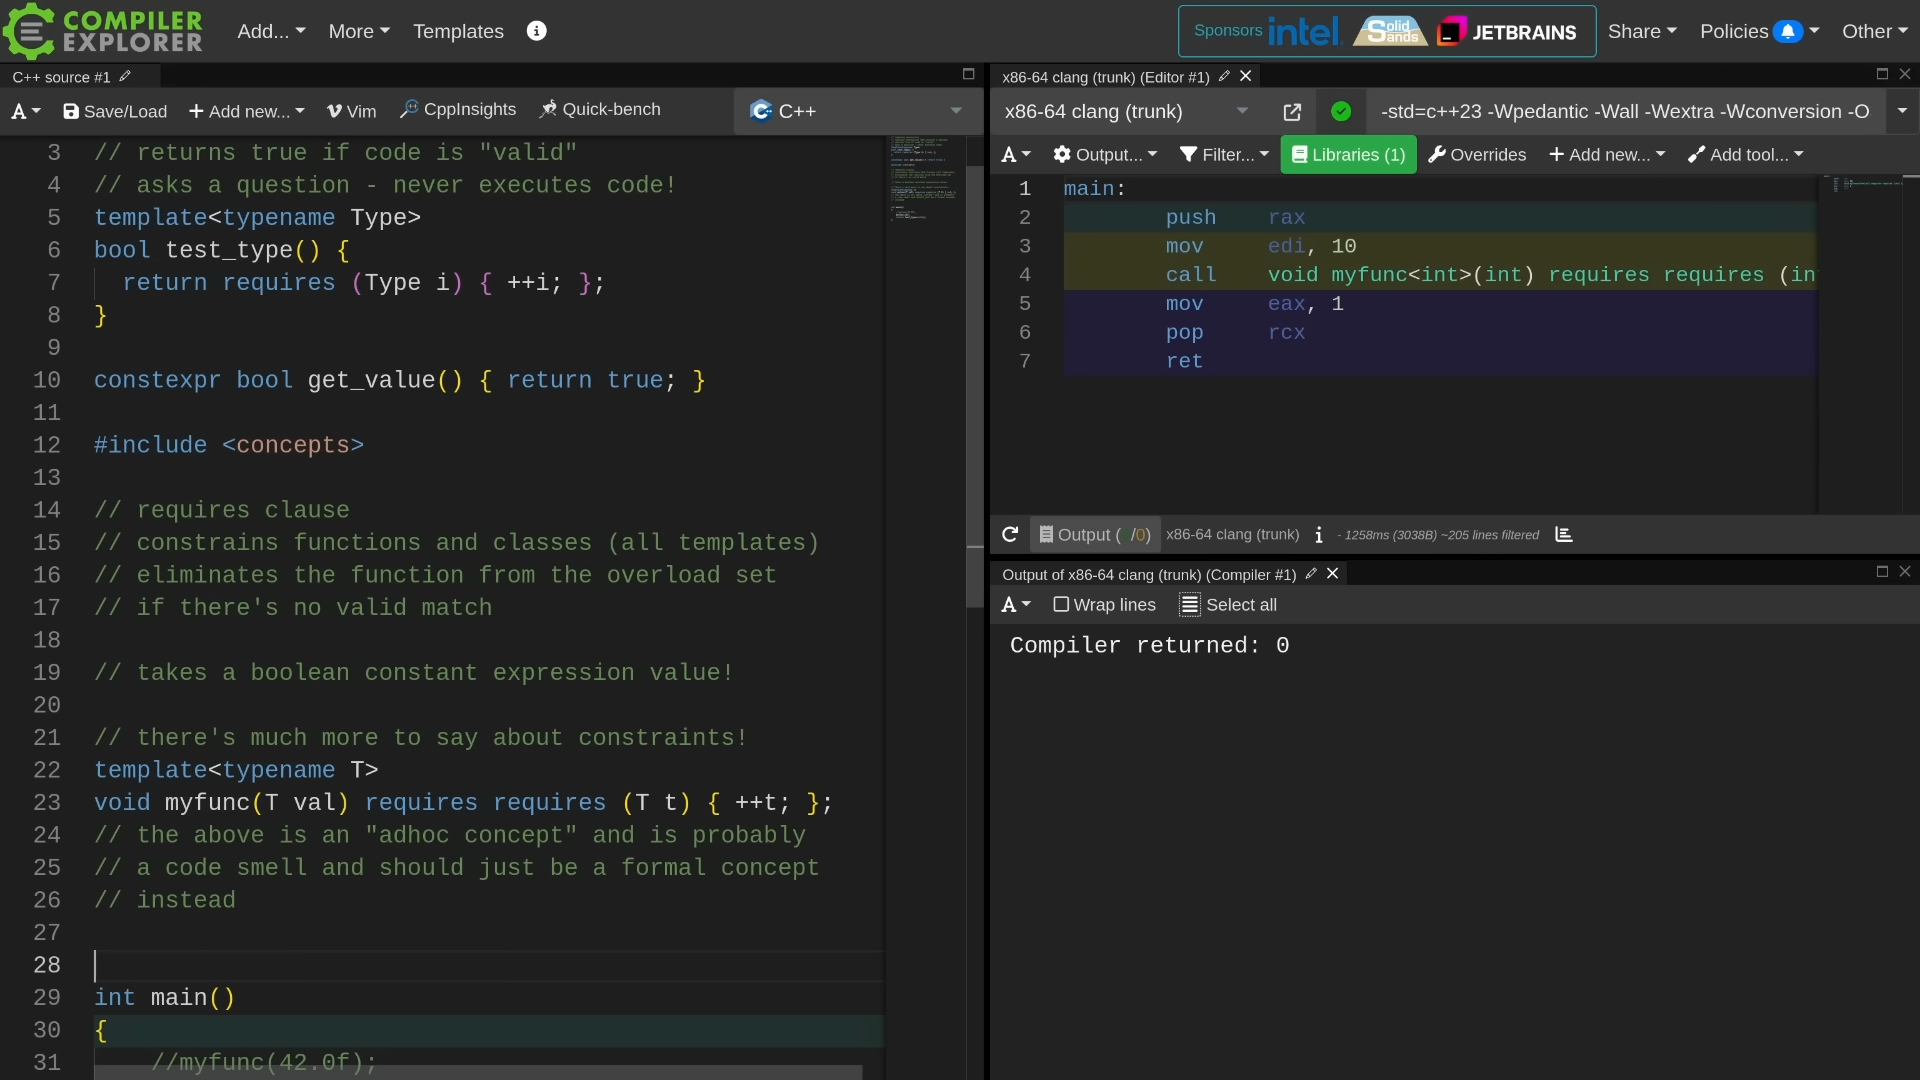 COMPILER EXPLORER
Add...
More
Templates
Sponsors intel. Solid Sands JETBRAINS
Share
Policies
Other
C++ source #1
A
Save/Load
Add new...
Vim
CppInsights
Quick-bench
C++
3 // returns true if code is "valid"
4 // asks a question - never executes code!
5 template<typename Type>
6 bool test_type() {
7 return requires (Type i) { ++i; };
8 }
9
10 constexpr bool get_value() { return true; }
11
12 #include <concepts>
13
14 // requires clause
15 // constrains functions and classes (all templates)
16 // eliminates the function from the overload set
17 // if there's no valid match
18
19 // takes a boolean constant expression value!
20
21 // there's much more to say about constraints!
22 template<typename T>
23 void myfunc(T val) requires requires (T t) { ++t; };
24 // the above is an "adhoc concept" and is probably
25 // a code smell and should just be a formal concept
26 // instead
27
28
29 int main()
30 {
31 //myfunc(42.0f);
x86-64 clang (trunk) (Editor #1)
x86-64 clang (trunk)
-std=c++23 -Wpedantic -Wall -Wextra -Wconversion -O
A
Output...
Filter...
Libraries (1)
Overrides
Add new...
Add tool...
1 main:
2 push rax
3 mov edi, 10
4 call void myfunc<int>(int) requires requires (in
5 mov eax, 1
6 pop rcx
7 ret
Output ( /0) x86-64 clang (trunk) i - 1258ms (3038B) ~205 lines filtered
Output of x86-64 clang (trunk) (Compiler #1)
A
Wrap lines
Select all
Compiler returned: 0